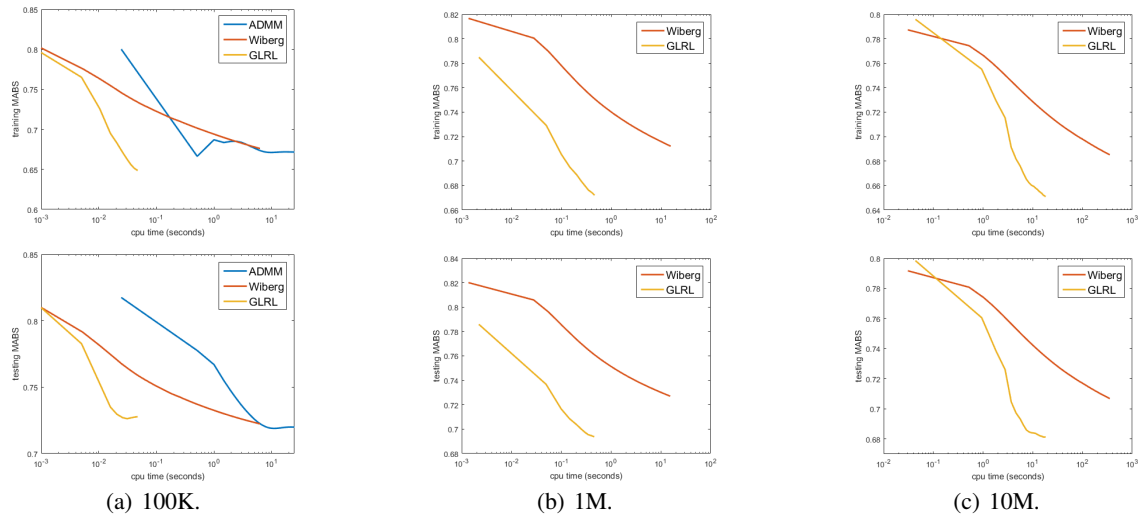 0.85
ADMM
Wiberg
GLRL
0.8
0.75
0.7
0.65
0.6
training MABS
10^-3 10^-2 10^-1 10^0 10^1
cpu time (seconds)
0.82
Wiberg
GLRL
0.8
0.78
0.76
0.74
0.72
0.7
0.68
0.66
training MABS
10^-3 10^-2 10^-1 10^0 10^1 10^2
cpu time (seconds)
0.8
Wiberg
GLRL
0.78
0.76
0.74
0.72
0.7
0.68
0.66
0.64
training MABS
10^-2 10^-1 10^0 10^1 10^2 10^3
cpu time (seconds)
0.85
ADMM
Wiberg
GLRL
0.8
0.75
0.7
testing MABS
10^-3 10^-2 10^-1 10^0 10^1
cpu time (seconds)
0.84
Wiberg
GLRL
0.82
0.8
0.78
0.76
0.74
0.72
0.7
0.68
testing MABS
10^-3 10^-2 10^-1 10^0 10^1 10^2
cpu time (seconds)
0.8
Wiberg
GLRL
0.78
0.76
0.74
0.72
0.7
0.68
testing MABS
10^-2 10^-1 10^0 10^1 10^2 10^3
cpu time (seconds)
(a) 100K.
(b) 1M.
(c) 10M.